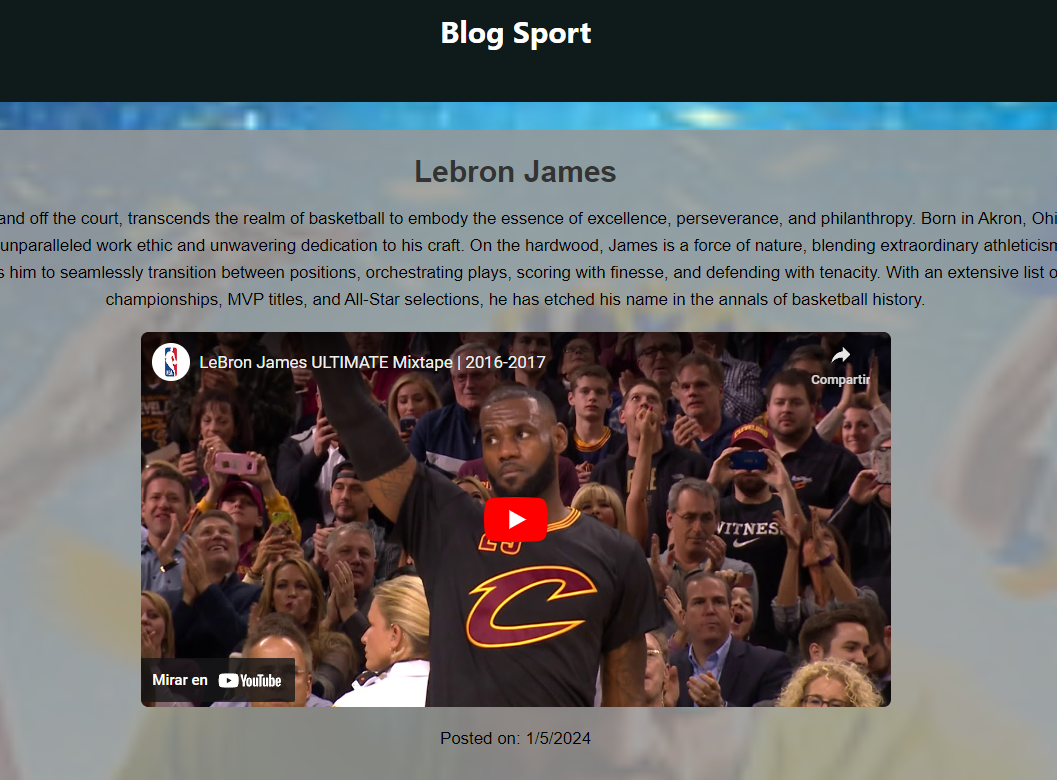 Blog Sport
Lebron James
and off the court, transcends the realm of basketball to embody the essence of excellence, perseverance, and philanthropy. Born in Akron, Ohi
unparalleled work ethic and unwavering dedication to his craft. On the hardwood, James is a force of nature, blending extraordinary athleticism
s him to seamlessly transition between positions, orchestrating plays, scoring with finesse, and defending with tenacity. With an extensive list o
championships, MVP titles, and All-Star selections, he has etched his name in the annals of basketball history.
LeBron James ULTIMATE Mixtape | 2016-2017
Compartir
WITNES
Mirar en YouTube
Posted on: 1/5/2024